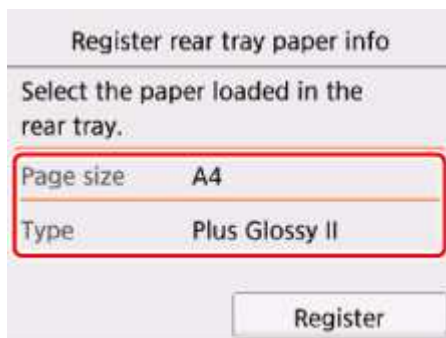 Register rear tray paper info
Select the paper loaded in the
rear tray.
Page size A4
Type Plus Glossy II
Register